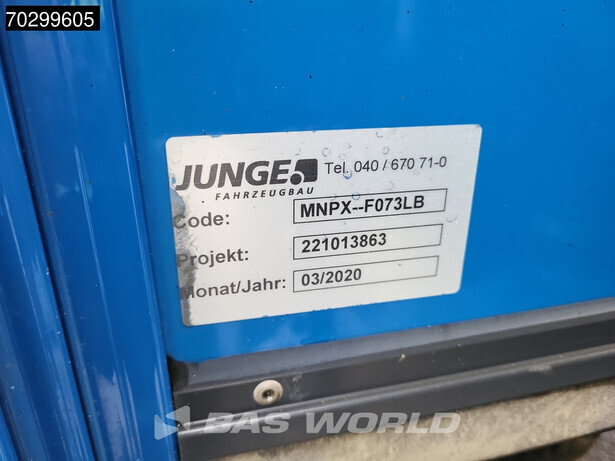 70299605
JUNGE
Tel. 040 / 670 71-0
FAHRZEUGBAU
Code: MNPX--F073LB
Projekt: 221013863
Monat/Jahr: 03/2020
BAS WORLD